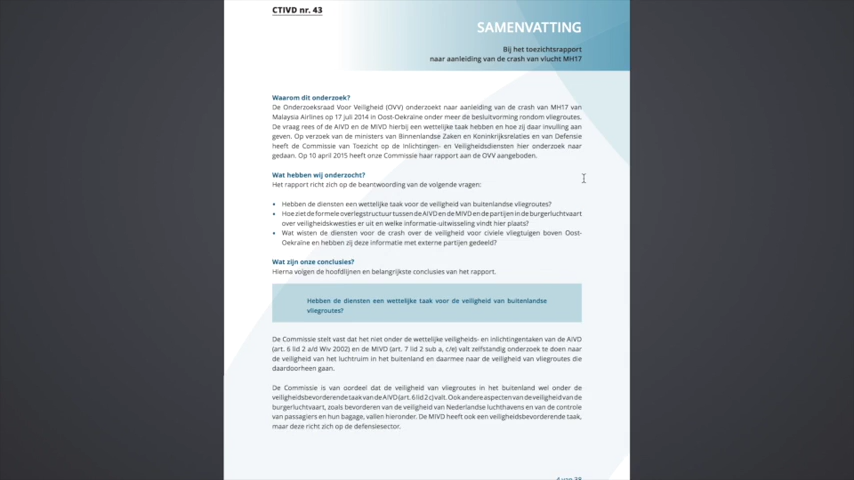 CTIVD nr. 43
SAMENVATTING
Bij het toezichtsrapport
naar aanleiding van de crash van vlucht MH17
Waarom dit onderzoek?
De Onderzoeksraad Voor Veiligheid (OVV) onderzoekt naar aanleiding van de crash van MH17 van
Malaysia Airlines op 17 juli 2014 in Oost-Oekraïne onder meer de besluitvorming rondom vliegroutes.
De vraag rees of de AIVD en de MIVD hierbij een wettelijke taak hebben en hoe zij daar invulling aan
geven. Op verzoek van de ministers van Binnenlandse Zaken en Koninkrijksrelaties en van Defensie
heeft de Commissie van Toezicht op de Inlichtingen- en Veiligheidsdiensten hier onderzoek naar
gedaan. Op 10 april 2015 heeft onze Commissie haar rapport aan de OVV aangeboden.
Wat hebben wij onderzocht?
Het rapport richt zich op de beantwoording van de volgende vragen:
• Hebben de diensten een wettelijke taak voor de veiligheid van buitenlandse vliegroutes?
• Hoe ziet de formele overlegstructuur tussen de AIVD en de MIVD en de partijen in de burgerluchtvaart
over veiligheidskwesties er uit en welke informatie-uitwisseling vindt hier plaats?
• Wat wisten de diensten voor de crash over de veiligheid voor civiele vliegtuigen boven Oost-
Oekraïne en hebben zij deze informatie met externe partijen gedeeld?
Wat zijn onze conclusies?
Hierna volgen de hoofdlijnen en belangrijkste conclusies van het rapport.
Hebben de diensten een wettelijke taak voor de veiligheid van buitenlandse
vliegroutes?
De Commissie stelt vast dat het niet onder de wettelijke veiligheids- en inlichtingentaken van de AIVD
(art. 6 lid 2 a/d Wiv 2002) en de MIVD (art. 7 lid 2 sub a, c/e) valt zelfstandig onderzoek te doen naar
de veiligheid van het luchtruim in het buitenland en daarmee naar de veiligheid van vliegroutes die
daardoorheen gaan.
De Commissie is van oordeel dat de veiligheid van vliegroutes in het buitenland wel onder de
veiligheidsbevorderende taak van de AIVD (art. 6 lid 2 c) valt. Ook andere aspecten van de veiligheid van de
burgerluchtvaart, zoals bevorderen van de veiligheid van Nederlandse luchthavens en van de controle
van passagiers en hun bagage, vallen hieronder. De MIVD heeft ook een veiligheidsbevorderende taak,
maar deze richt zich op de defensiesector.